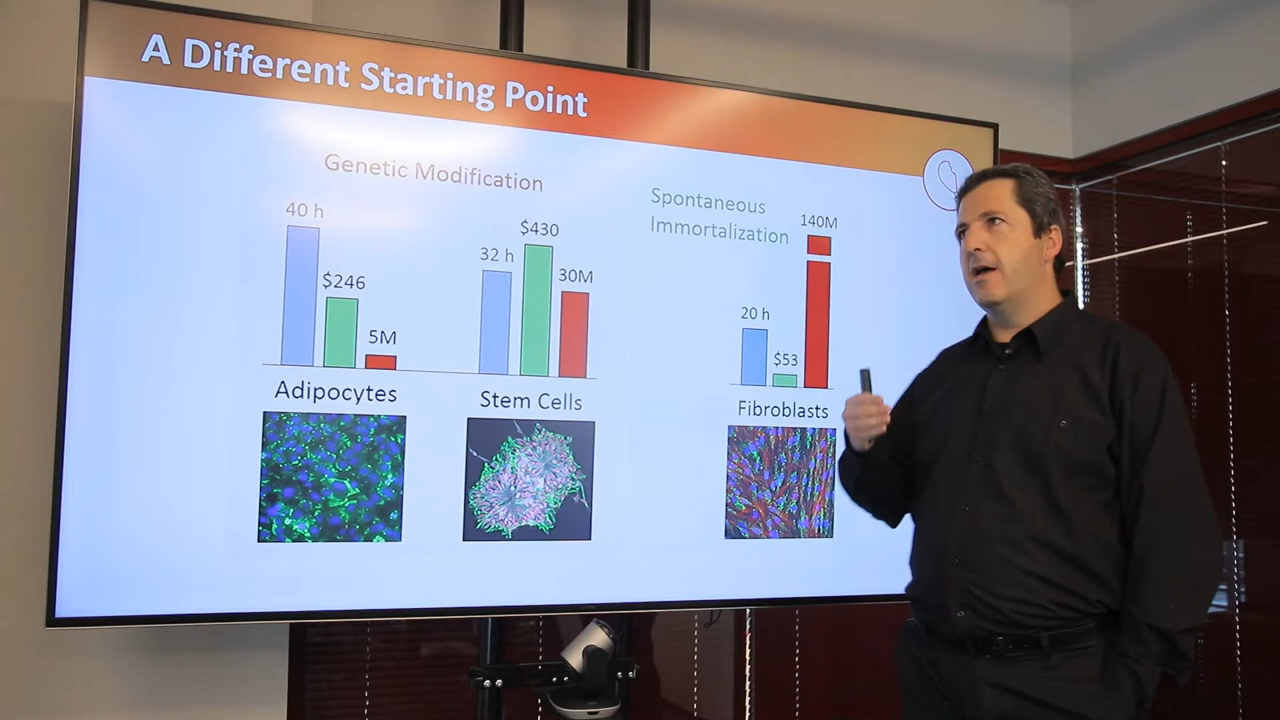 A Different Starting Point
Genetic Modification
40 h
$246
5M
Adipocytes
32 h
$430
30M
Stem Cells
Spontaneous
Immortalization
140M
20 h
$53
Fibroblasts